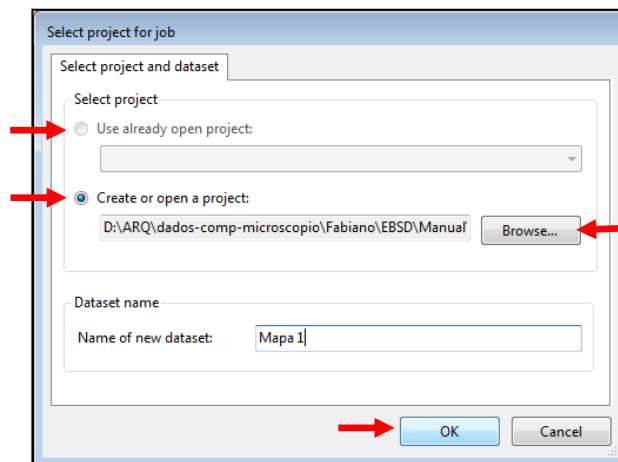 Select project for job
Select project and dataset
Select project
Use already open project:
Create or open a project:
D:\ARQ\dados-comp-microscopio\Fabiano\EBSD\Manual
Browse...
Dataset name
Name of new dataset:
Mapa 1
OK
Cancel